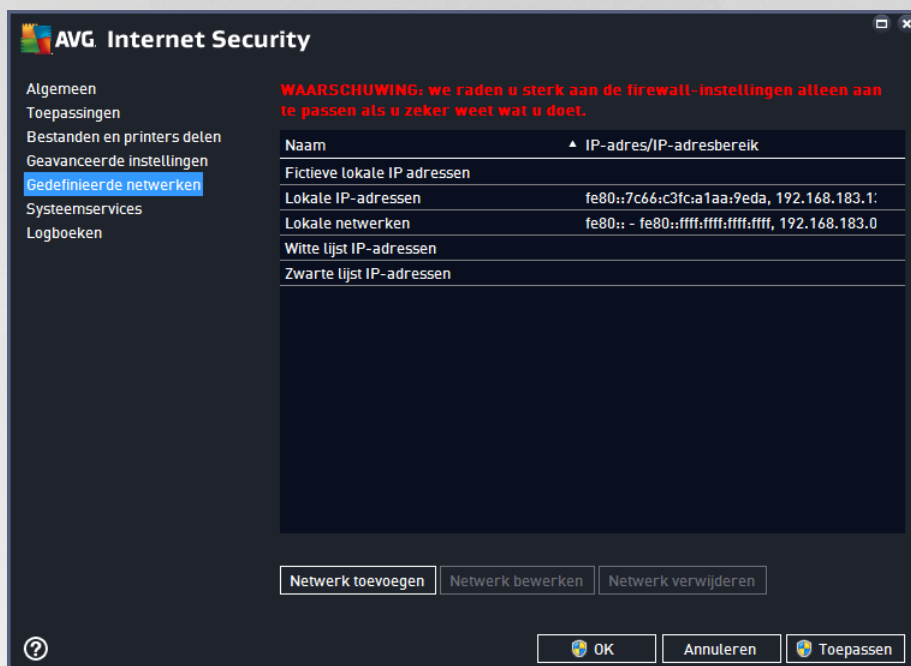 AVG Internet Security
Algemeen
Toepassingen
Bestanden en printers delen
Geavanceerde instellingen
Gedefinieerde netwerken
Systeemservices
Logboeken
WAARSCHUWING: we raden u sterk aan de firewall-instellingen alleen aan
te passen als u zeker weet wat u doet.
Naam IP-adres/IP-adresbereik
Fictieve lokale IP adressen
Lokale IP-adressen fe80::7c66:c3fc:a1aa:9eda, 192.168.183.1
Lokale netwerken fe80:: - fe80::ffff:ffff:ffff:ffff, 192.168.183.0
Witte lijst IP-adressen
Zwarte lijst IP-adressen
Netwerk toevoegen Netwerk bewerken Netwerk verwijderen
OK Annuleren Toepassen